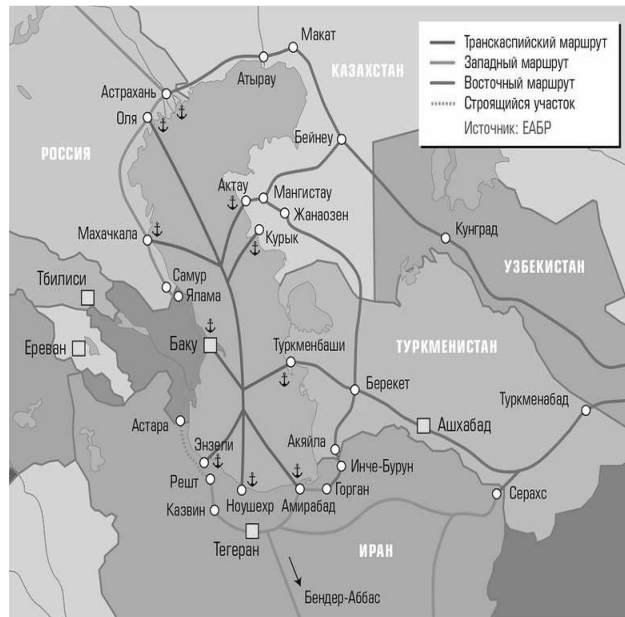 Транскаспийский маршрут
Западный маршрут
Восточный маршрут
Строящийся участок
Источник: ЕАБР
Макат
Атырау
КАЗАХСТАН
Астрахань
Оля
РОССИЯ
Бейнеу
Актау
Мангистау
Жанаозен
Курык
Махачкала
Кунград
УЗБЕКИСТАН
Самур
Тбилиси
Ялама
Ереван
Баку
Туркменбаши
ТУРКМЕНИСТАН
Берекет
Туркменабад
Астара
Ашхабад
Акяйла
Энзели
Инче-Бурун
Решт
Горган
Серахс
Казвин
Ноушехр
Амирабад
Тегеран
ИРАН
Бендер-Аббас